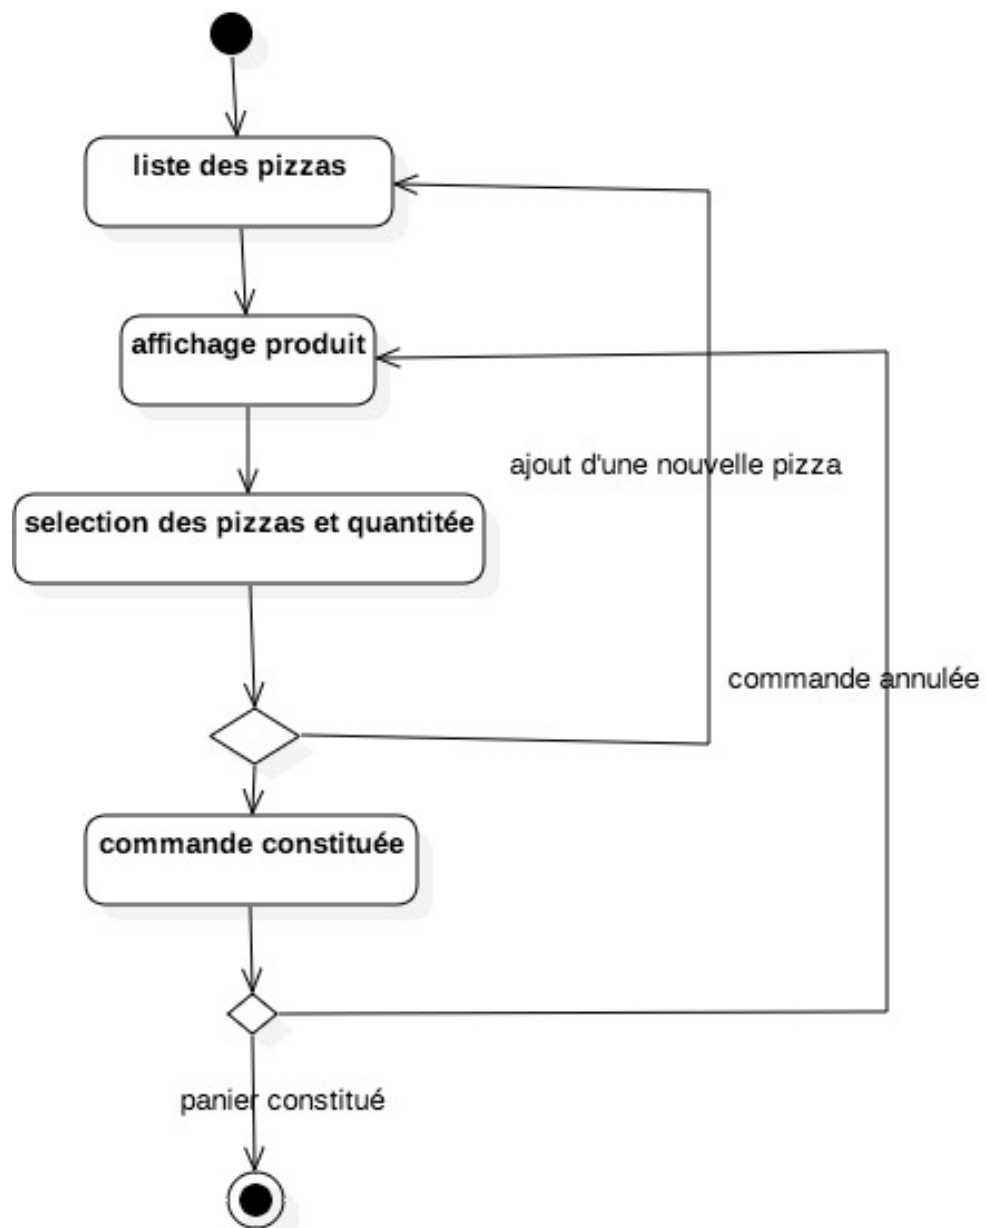 liste des pizzas
affichage produit
ajout d'une nouvelle pizza
selection des pizzas et quantitée
commande annulée
commande constituée
panier constitué